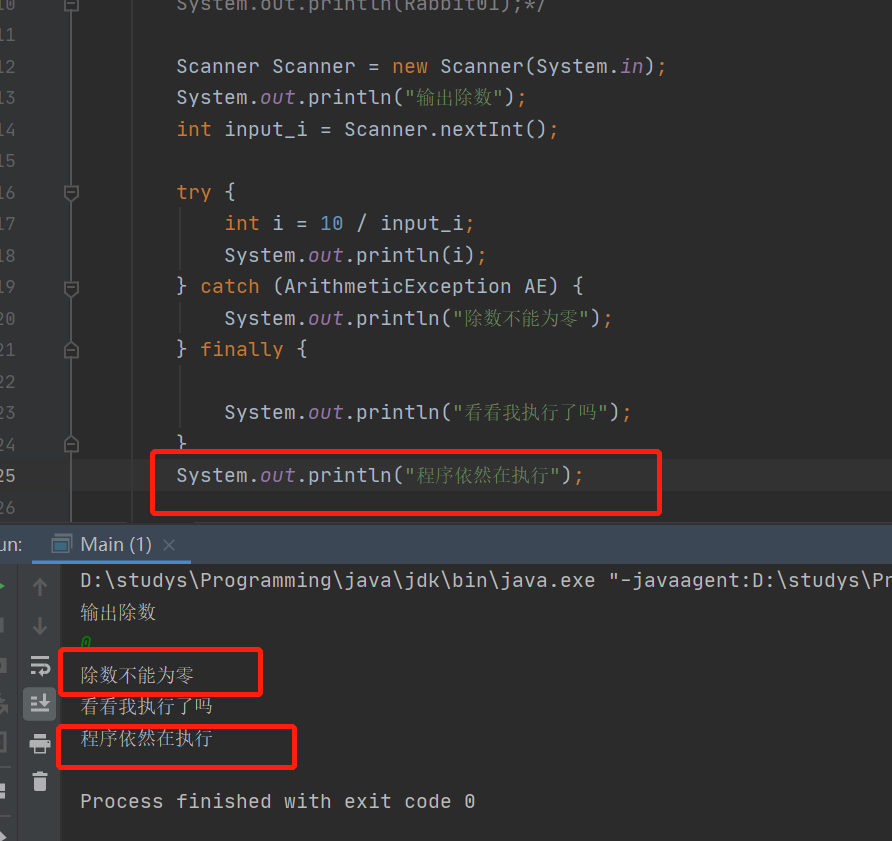 10 System.out.println(Rabbit01);*/
11
12 Scanner Scanner = new Scanner(System.in);
13 System.out.println("输出除数");
14 int input_i = Scanner.nextInt();
15
16 try {
17 int i = 10 / input_i;
18 System.out.println(i);
19 } catch (ArithmeticException AE) {
20 System.out.println("除数不能为零");
21 } finally {
22
23 System.out.println("看看我执行了吗");
24 }
25 System.out.println("程序依然在执行");
26
un: Main (1) ×
D:\studys\Programming\java\jdk\bin\java.exe "-javaagent:D:\studys\Pr
输出除数
0
除数不能为零
看看我执行了吗
程序依然在执行
Process finished with exit code 0